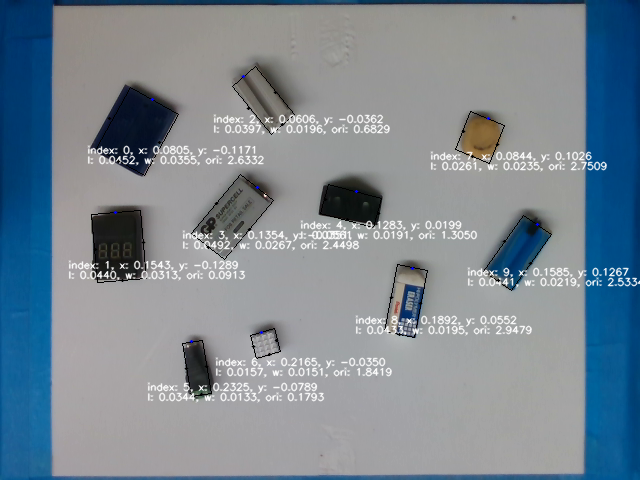 index: 2, x: 0.0606, y: -0.0362
l: 0.0397, w: 0.0196, ori: 0.6829
index: 0, x: 0.0805, y: -0.1171
l: 0.0452, w: 0.0355, ori: 2.6332
index: 7, x: 0.0844, y: 0.1026
l: 0.0261, w: 0.0235, ori: 2.7509
GP SUPERCELL
index: 4, x: 0.1283, y: 0.0199
w: 0.0191, ori: 1.3050
index: 3, x: 0.1354, y: -0.0351
l: 0.0492, w: 0.0267, ori: 2.4498
888
index: 1, x: 0.1543, y: -0.1289
l: 0.0440, w: 0.0313, ori: 0.0913
index: 9, x: 0.1585, y: 0.1267
l: 0.0441, w: 0.0219, ori: 2.5334
index: 8, x: 0.1892, y: 0.0552
l: 0.0433, w: 0.0195, ori: 2.9479
index: 6, x: 0.2165, y: -0.0350
l: 0.0157, w: 0.0151, ori: 1.8419
index: 5, x: 0.2325, y: -0.0789
l: 0.0344, w: 0.0133, ori: 0.1793